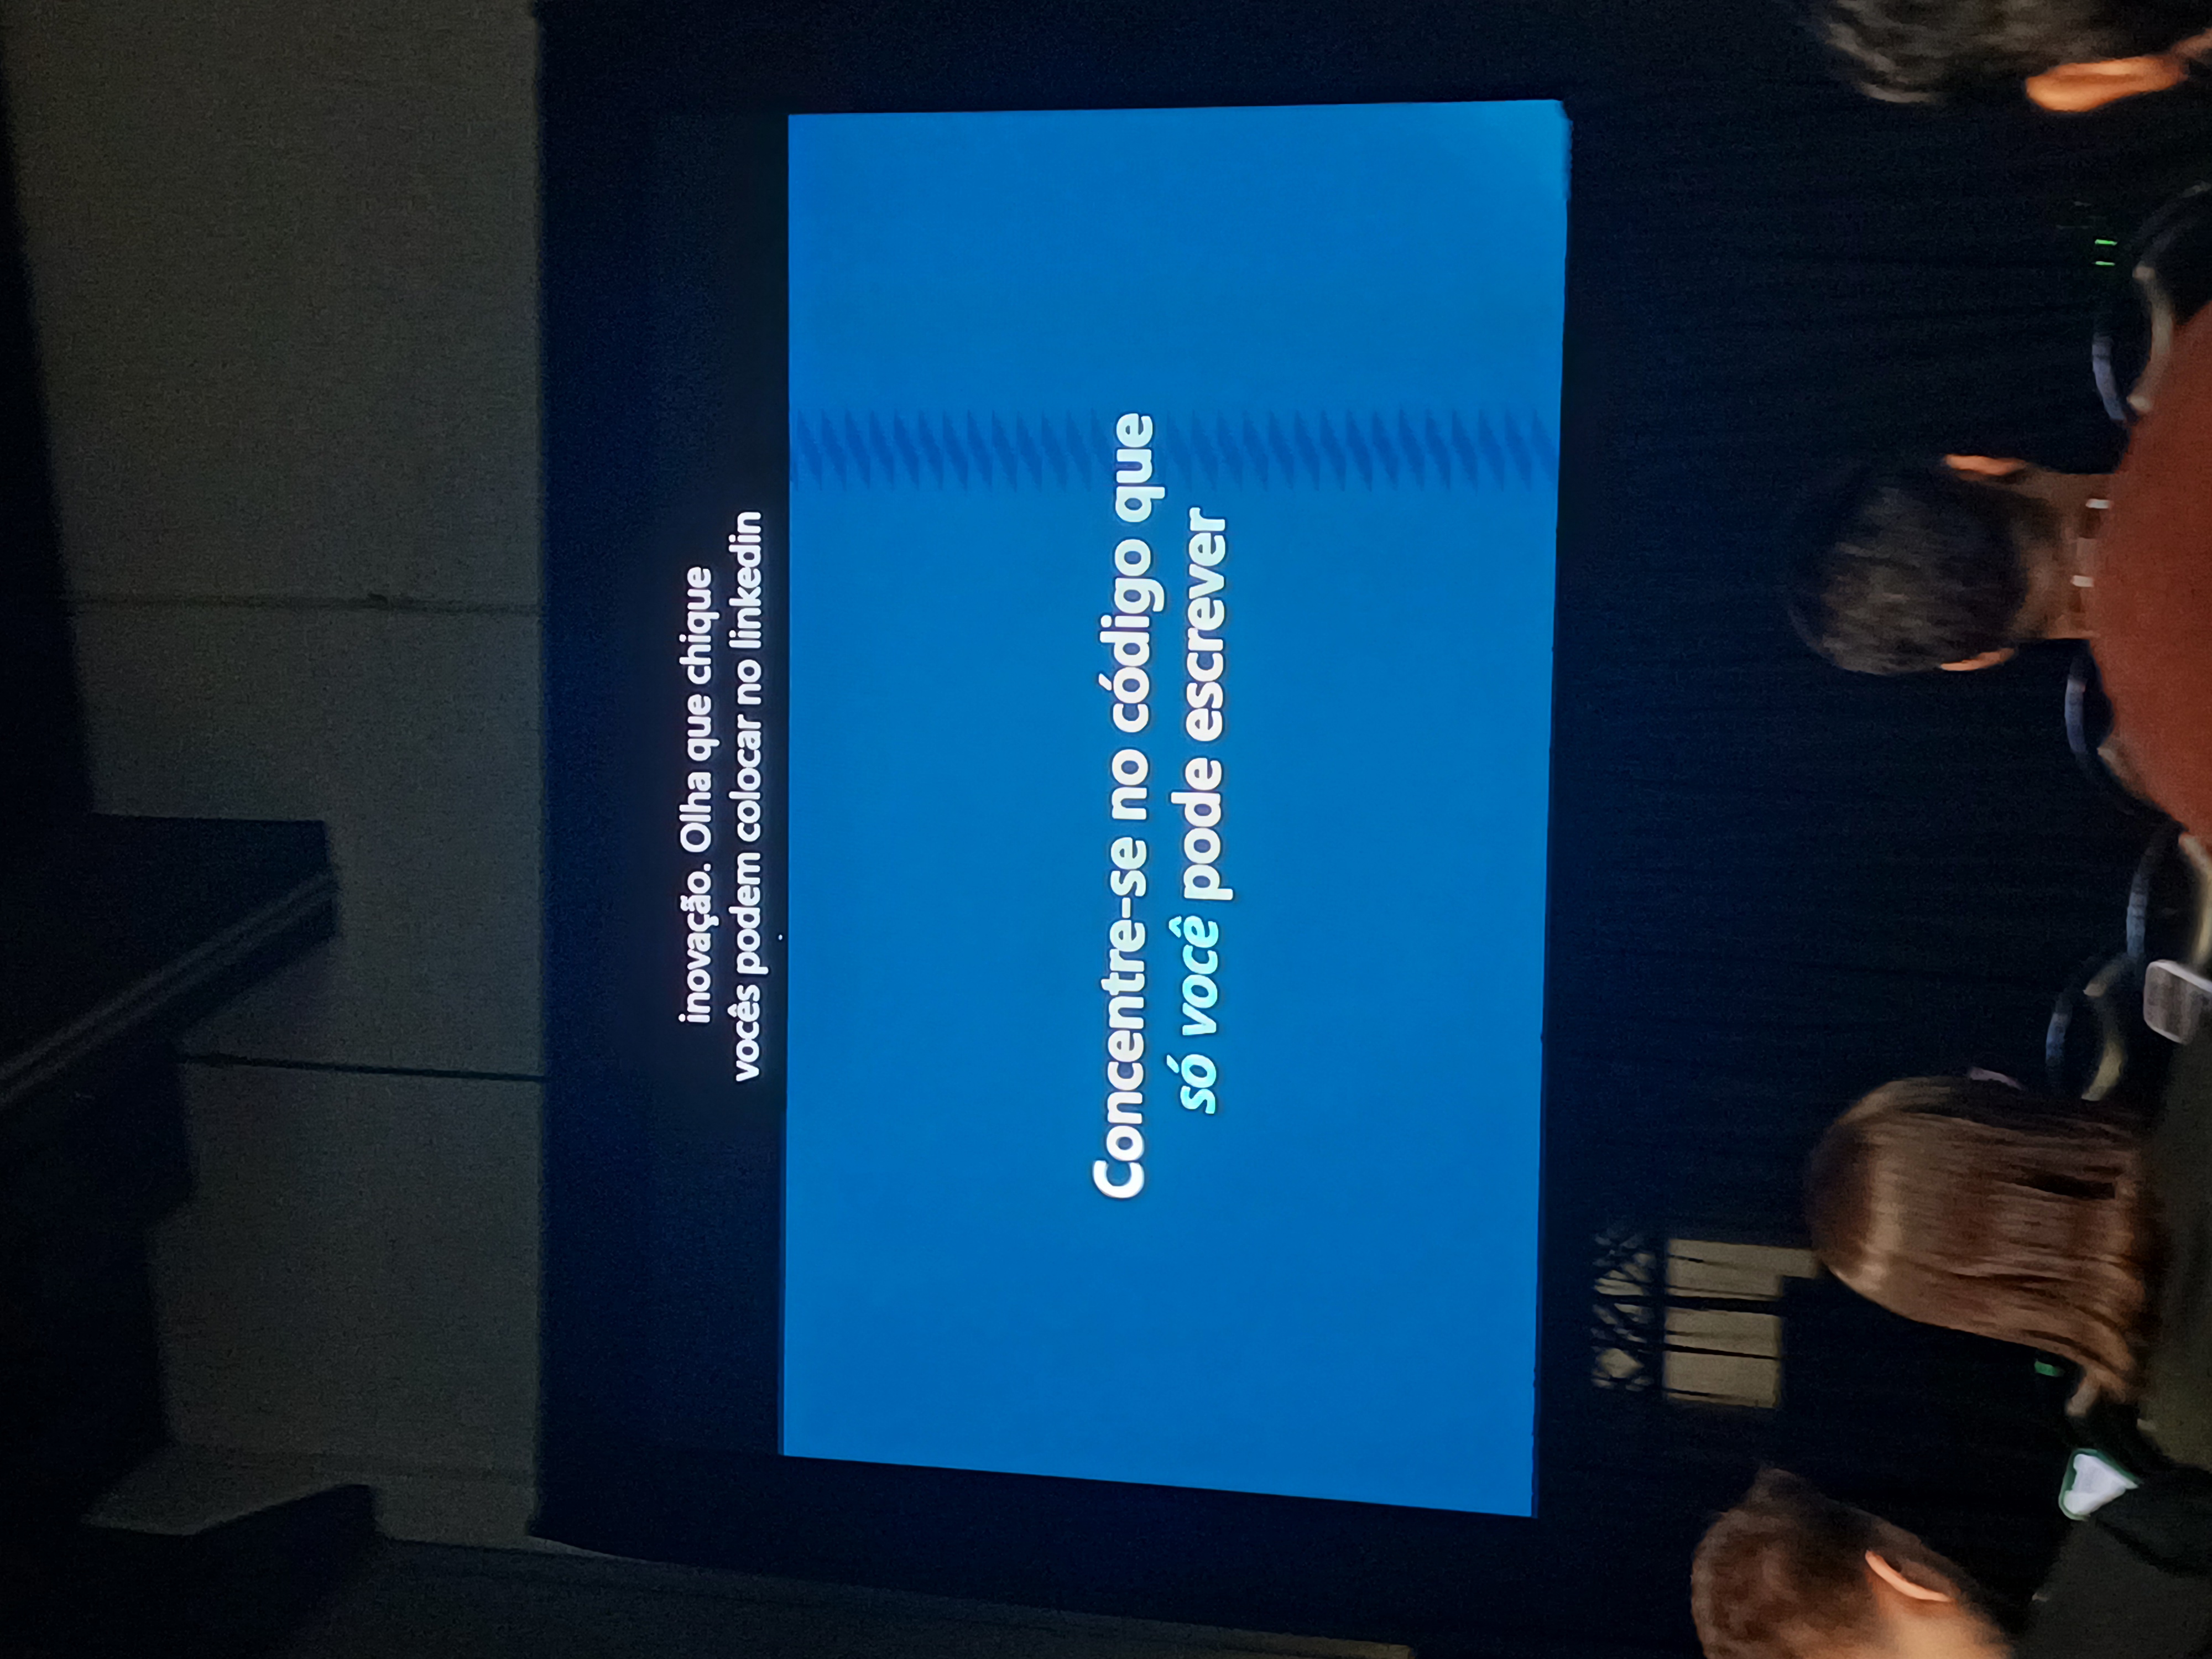 inovação. Olha que chique
vocês podem colocar no linkedin
Concentre-se no código que
só você pode escrever